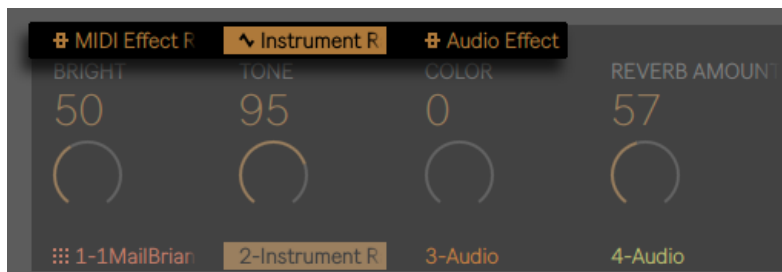 MIDI Effect R Instrument R Audio Effect
BRIGHT TONE COLOR REVERB AMOUNT
50 95 0 57
1-1MailBrian 2-Instrument R 3-Audio 4-Audio